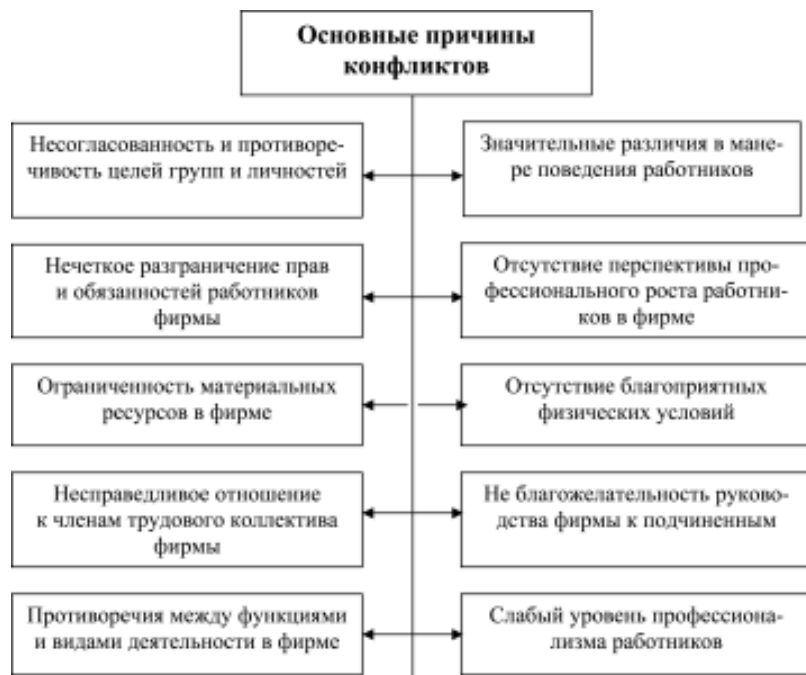 Основные причины
конфликтов
Несогласованность и противоре-
чивость целей групп и личностей
Значительные различия в мане-
ре поведения работников
Нечеткое разграничение прав
и обязанностей работников
фирмы
Отсутствие перспективы про-
фессионального роста работни-
ков в фирме
Ограниченность материальных
ресурсов в фирме
Отсутствие благоприятных
физических условий
Несправедливое отношение
к членам трудового коллектива
фирмы
Не благожелательность руковод-
ства фирмы к подчиненным
Противоречия между функциями
и видами деятельности в фирме
Слабый уровень профессиона-
лизма работников